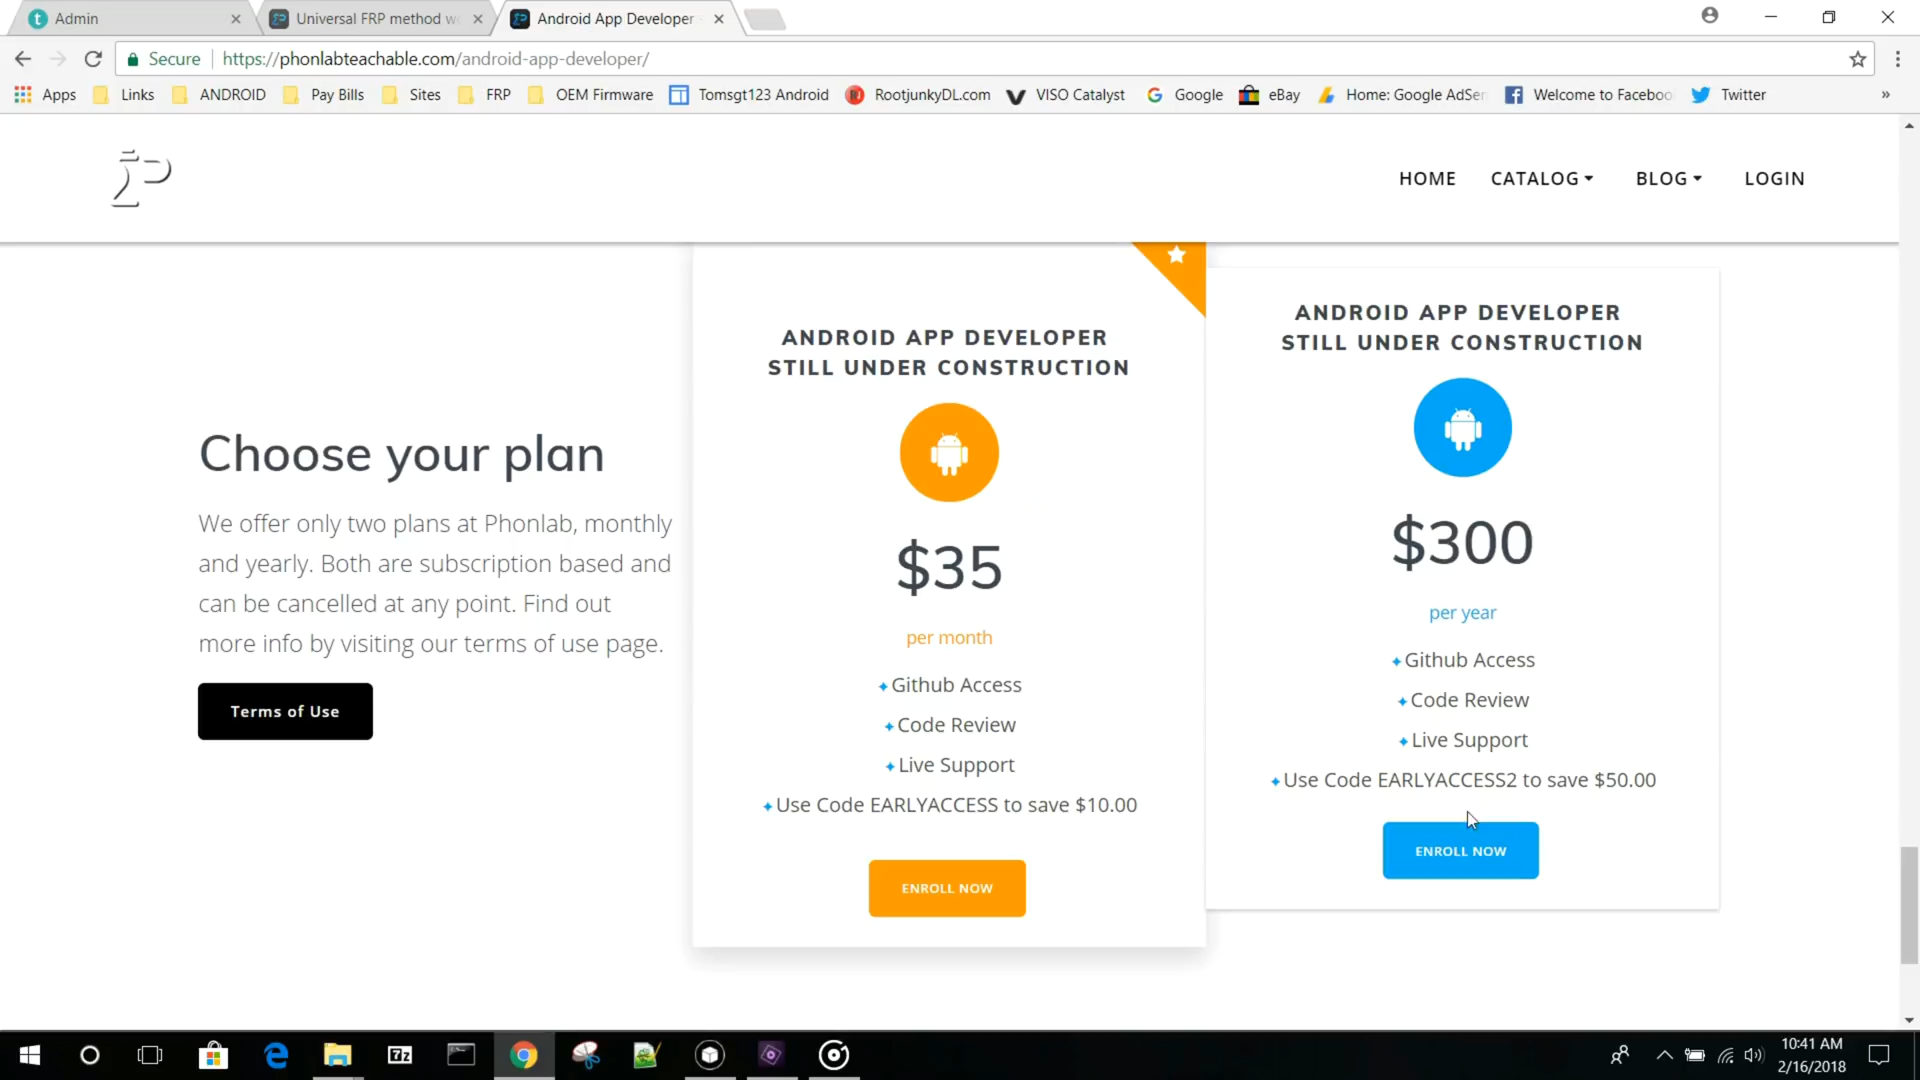 Admin
Universal FRP method w
Android App Developer
Secure
https://phonlabteachable.com/android-app-developer/
Apps
Links
ANDROID
Pay Bills
Sites
FRP
OEM Firmware
Tomsgt123 Android
RootjunkyDL.com
VISO Catalyst
Google
eBay
Home: Google AdSen
Welcome to Faceboo
Twitter
»
HOME
CATALOG
BLOG
LOGIN
Choose your plan
We offer only two plans at Phonlab, monthly
and yearly. Both are subscription based and
can be cancelled at any point. Find out
more info by visiting our terms of use page.
Terms of Use
ANDROID APP DEVELOPER
STILL UNDER CONSTRUCTION
$35
per month
Github Access
Code Review
Live Support
Use Code EARLYACCESS to save $10.00
ENROLL NOW
ANDROID APP DEVELOPER
STILL UNDER CONSTRUCTION
$300
per year
Github Access
Code Review
Live Support
Use Code EARLYACCESS2 to save $50.00
ENROLL NOW
7z
10:41 AM
2/16/2018